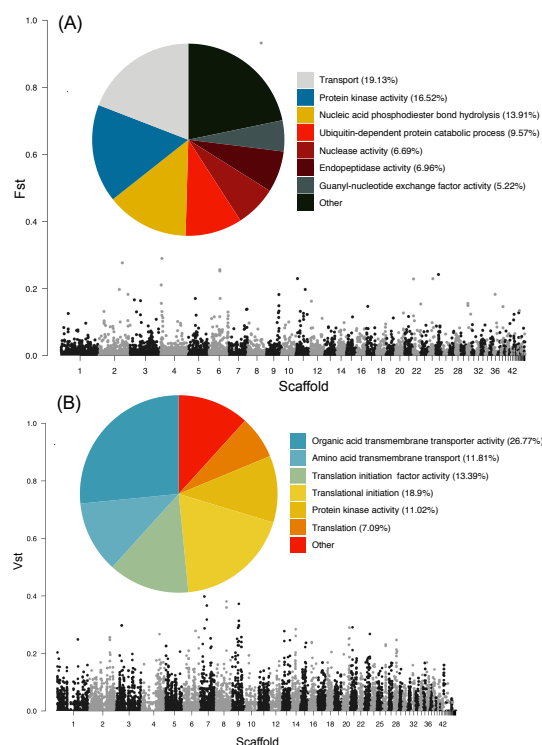 (A)
1.0
0.8
0.6
0.4
0.2
0.0
Fst
Transport (19.13%)
Protein kinase activity (16.52%)
Nucleic acid phosphodiester bond hydrolysis (13.91%)
Ubiquitin-dependent protein catabolic process (9.57%)
Nuclease activity (6.69%)
Endopeptidase activity (6.96%)
Guanyl-nucleotide exchange factor activity (5.22%)
Other
1 2 3 4 5 6 7 8 9 10 12 14 16 18 20 22 25 28 32 36 42
Scaffold
(B)
1.0
0.8
0.6
0.4
0.2
0.0
Vst
Organic acid transmembrane transporter activity (26.77%)
Amino acid transmembrane transport (11.81%)
Translation initiation factor activity (13.39%)
Translational initiation (18.9%)
Protein kinase activity (11.02%)
Translation (7.09%)
Other
1 2 3 4 5 6 7 8 9 10 12 14 16 18 20 22 25 28 32 36 42
Scaffold